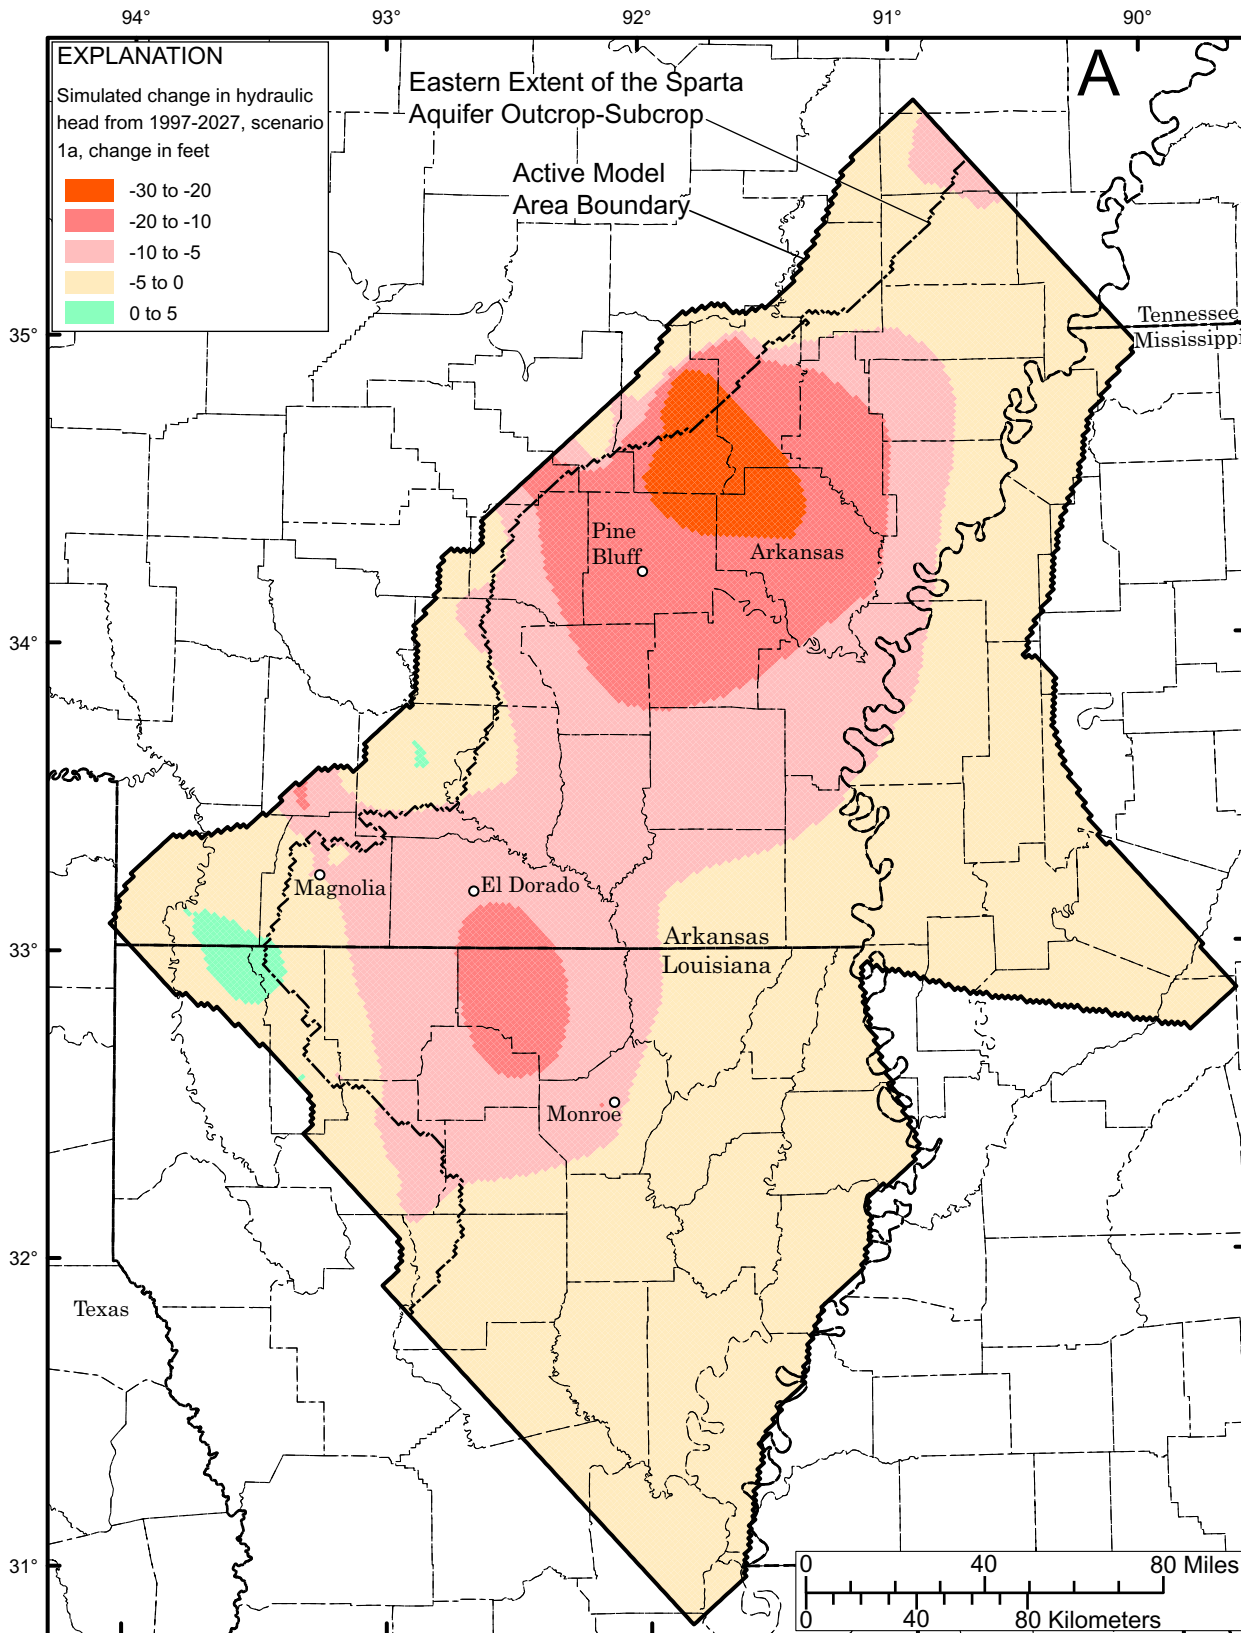 94°
93°
92°
91°
90°
EXPLANATION
Simulated change in hydraulic
head from 1997-2027, scenario
1a, change in feet
-30 to -20
-20 to -10
-10 to -5
-5 to 0
0 to 5
Eastern Extent of the Sparta
Aquifer Outcrop-Subcrop
Active Model
Area Boundary
A
35°
34°
33°
32°
31°
Tennessee
Mississippi
Pine
Bluff
Arkansas
Magnolia
El Dorado
Arkansas
Louisiana
Monroe
Texas
0 40 80 Miles
0 40 80 Kilometers